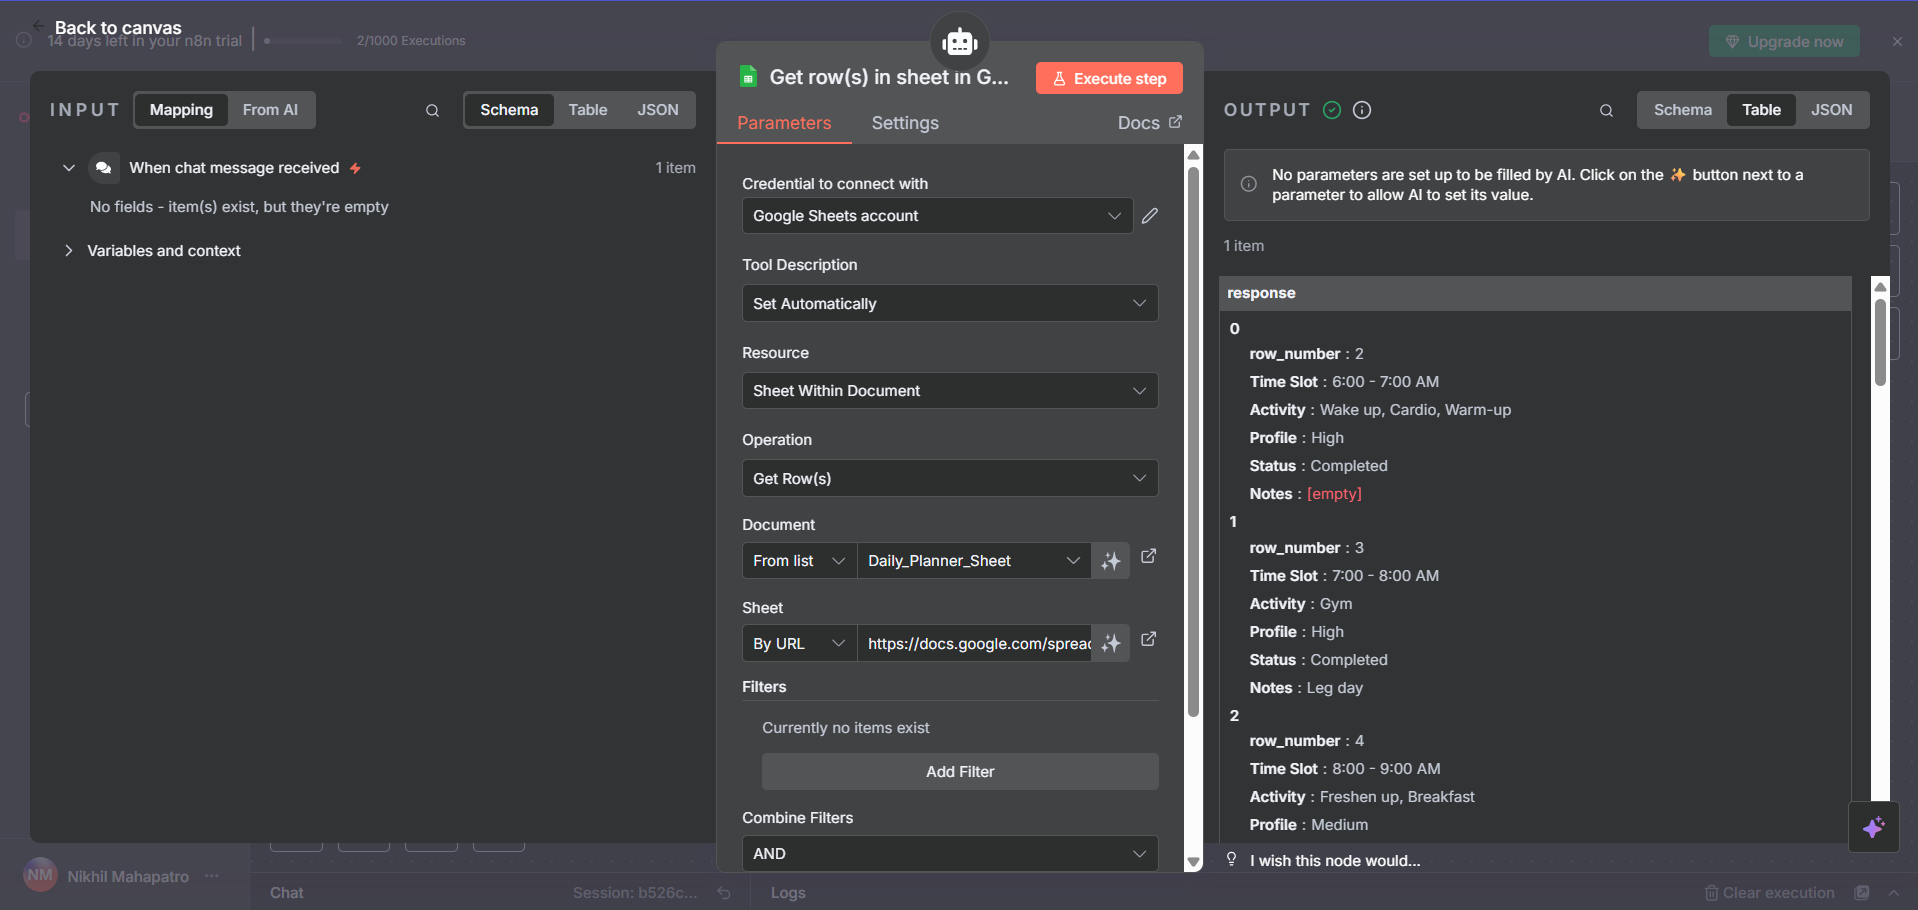 Back to canvas
14 days left in your n8n trial
2/1000 Executions
Upgrade now
INPUT
Mapping
From AI
Schema
Table
JSON
When chat message received
1 item
No fields - item(s) exist, but they're empty
Variables and context
Get row(s) in sheet in G...
Execute step
Parameters
Settings
Docs
Credential to connect with
Google Sheets account
Tool Description
Set Automatically
Resource
Sheet Within Document
Operation
Get Row(s)
Document
From list
Daily_Planner_Sheet
Sheet
By URL
https://docs.google.com/spread
Filters
Currently no items exist
Add Filter
Combine Filters
AND
OUTPUT
Schema
Table
JSON
No parameters are set up to be filled by AI. Click on the ✨ button next to a
parameter to allow AI to set its value.
1 item
response
0
row_number : 2
Time Slot : 6:00 - 7:00 AM
Activity : Wake up, Cardio, Warm-up
Profile : High
Status : Completed
Notes : [empty]
1
row_number : 3
Time Slot : 7:00 - 8:00 AM
Activity : Gym
Profile : High
Status : Completed
Notes : Leg day
2
row_number : 4
Time Slot : 8:00 - 9:00 AM
Activity : Freshen up, Breakfast
Profile : Medium
I wish this node would...
NM
Nikhil Mahapatro
Chat
Session: b526c...
Logs
Clear execution